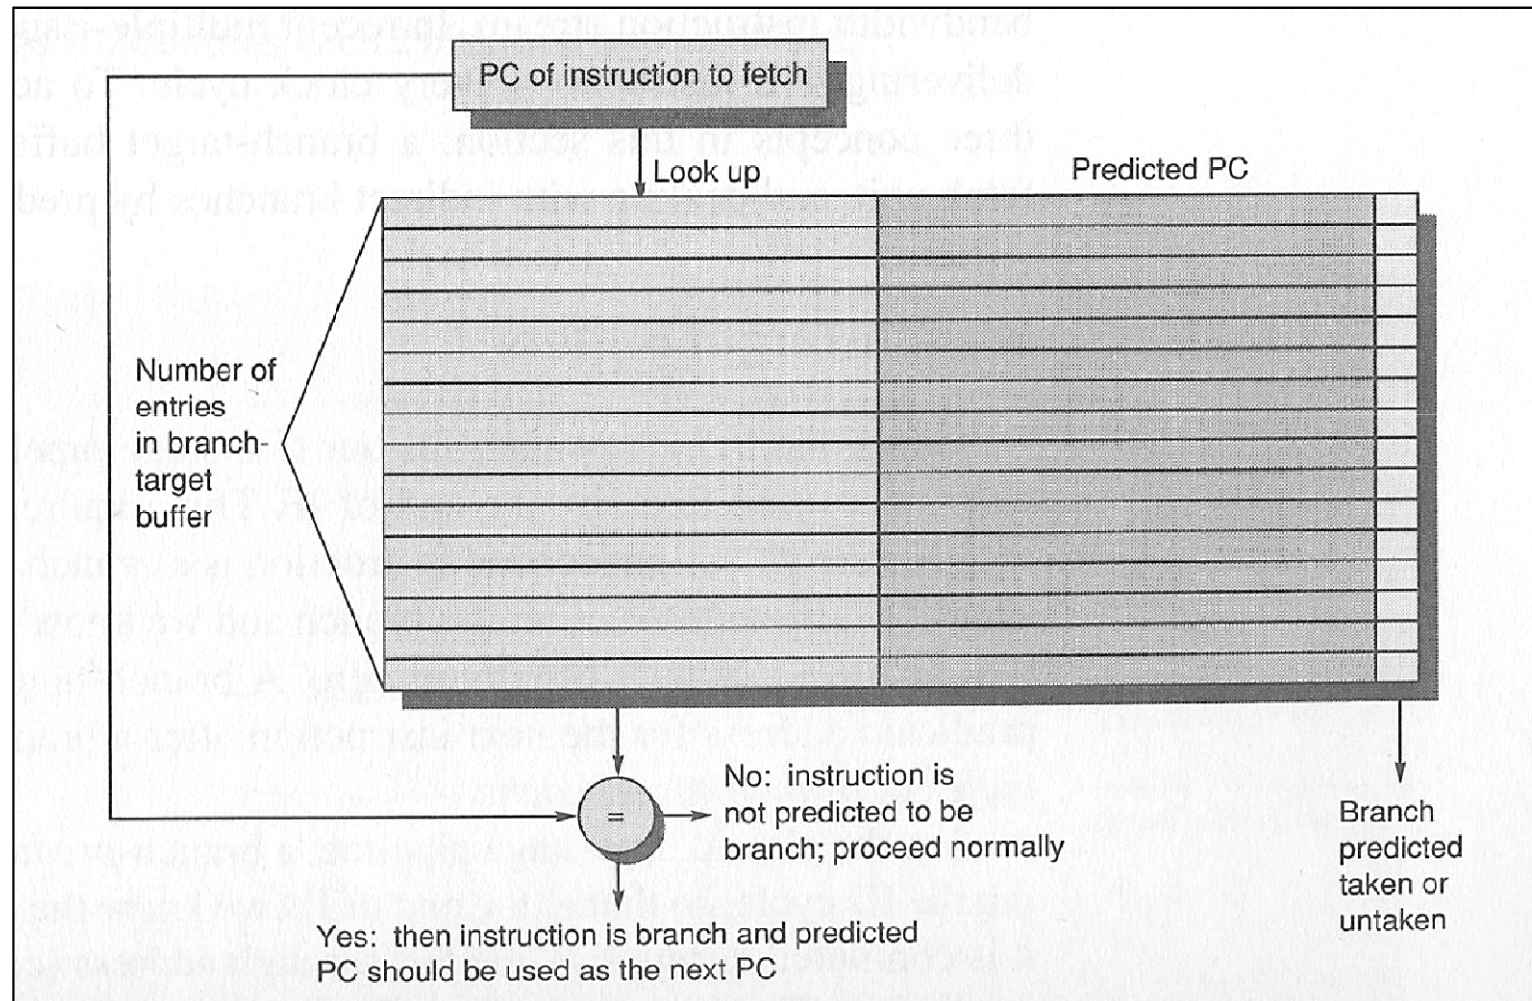 PC of instruction to fetch
Look up
Predicted PC
Number of
entries
in branch-
target
buffer
=
No: instruction is
not predicted to be
branch; proceed normally
Branch
predicted
taken or
untaken
Yes: then instruction is branch and predicted
PC should be used as the next PC